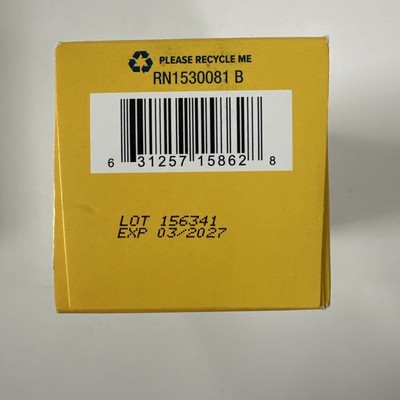 PLEASE RECYCLE ME
RN1530081 B
6 31257 15862 8
LOT 156341
EXP 03/2027